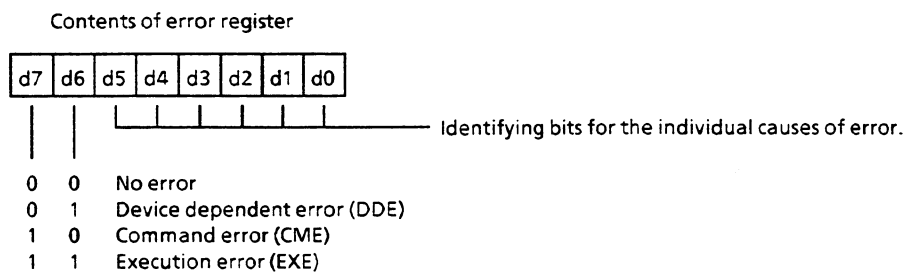 Contents of error register
d7 d6 d5 d4 d3 d2 d1 d0
Identifying bits for the individual causes of error.
0 0 No error
0 1 Device dependent error (DDE)
1 0 Command error (CME)
1 1 Execution error (EXE)